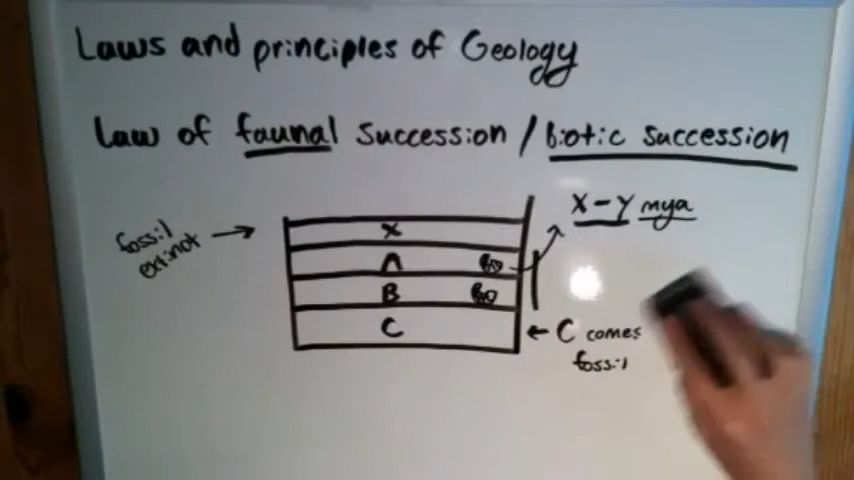 Laws and principles of Geology
Law of faunal succession / biotic succession
X - Y mya
fossil
extinct
X
A
B
C
C comes
fossil